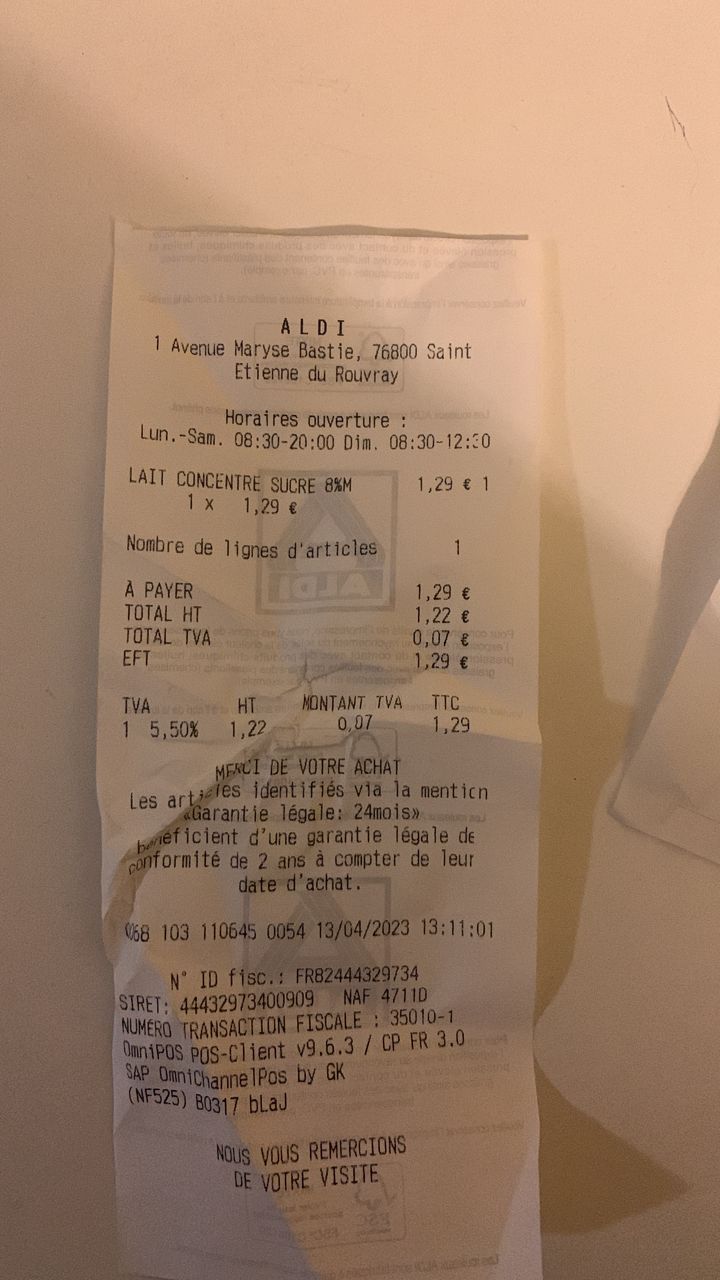 ALDI
1 Avenue Maryse Bastie, 76800 Saint
Etienne du Rouvray
Horaires ouverture :
Lun.-Sam. 08:30-20:00 Dim. 08:30-12:30
LAIT CONCENTRE SUCRE 8%M 1,29 € 1
1 x 1,29 €
Nombre de lignes d'articles 1
À PAYER 1,29 €
TOTAL HT 1,22 €
TOTAL TVA 0,07 €
EFT 1,29 €
TVA HT MONTANT TVA TTC
1 5,50% 1,22 0,07 1,29
MERCI DE VOTRE ACHAT
Les articles identifiés via la mention
«Garantie légale: 24mois»
bénéficient d'une garantie légale de
conformité de 2 ans à compter de leur
date d'achat.
068 103 110645 0054 13/04/2023 13:11:01
N° ID fisc.: FR82444329734
SIRET: 44432973400909 NAF 4711D
NUMÉRO TRANSACTION FISCALE : 35010-1
OmniPOS POS-Client v9.6.3 / CP FR 3.0
SAP OmniChannelPos by GK
(NF525) B0317 bLaJ
NOUS VOUS REMERCIONS
DE VOTRE VISITE